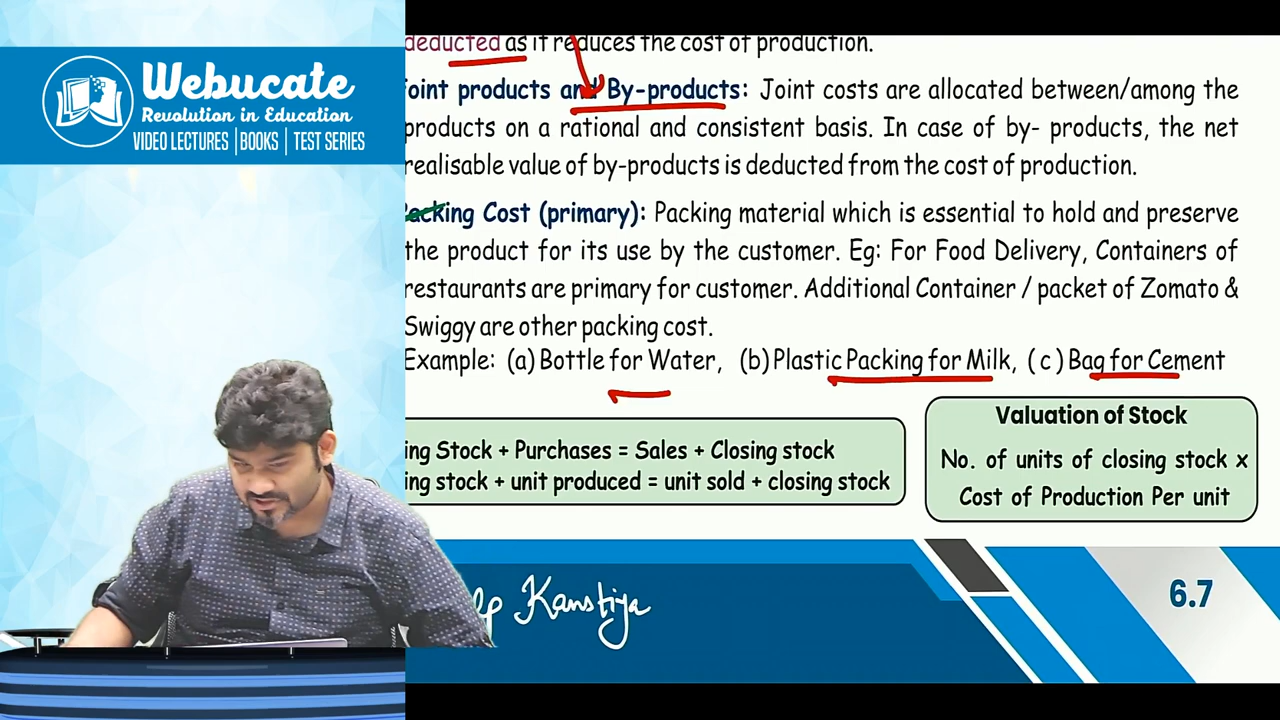 Webucate
Revolution in Education
VIDEO LECTURES | BOOKS | TEST SERIES
deducted as it reduces the cost of production.
Joint products and By-products: Joint costs are allocated between/among the
products on a rational and consistent basis. In case of by- products, the net
realisable value of by-products is deducted from the cost of production.
Packing Cost (primary): Packing material which is essential to hold and preserve
the product for its use by the customer. Eg: For Food Delivery, Containers of
restaurants are primary for customer. Additional Container / packet of Zomato &
Swiggy are other packing cost.
Example: (a) Bottle for Water, (b) Plastic Packing for Milk, (c) Bag for Cement
ing Stock + Purchases = Sales + Closing stock
ing stock + unit produced = unit sold + closing stock
Valuation of Stock
No. of units of closing stock x
Cost of Production Per unit
Kanstiya
6.7